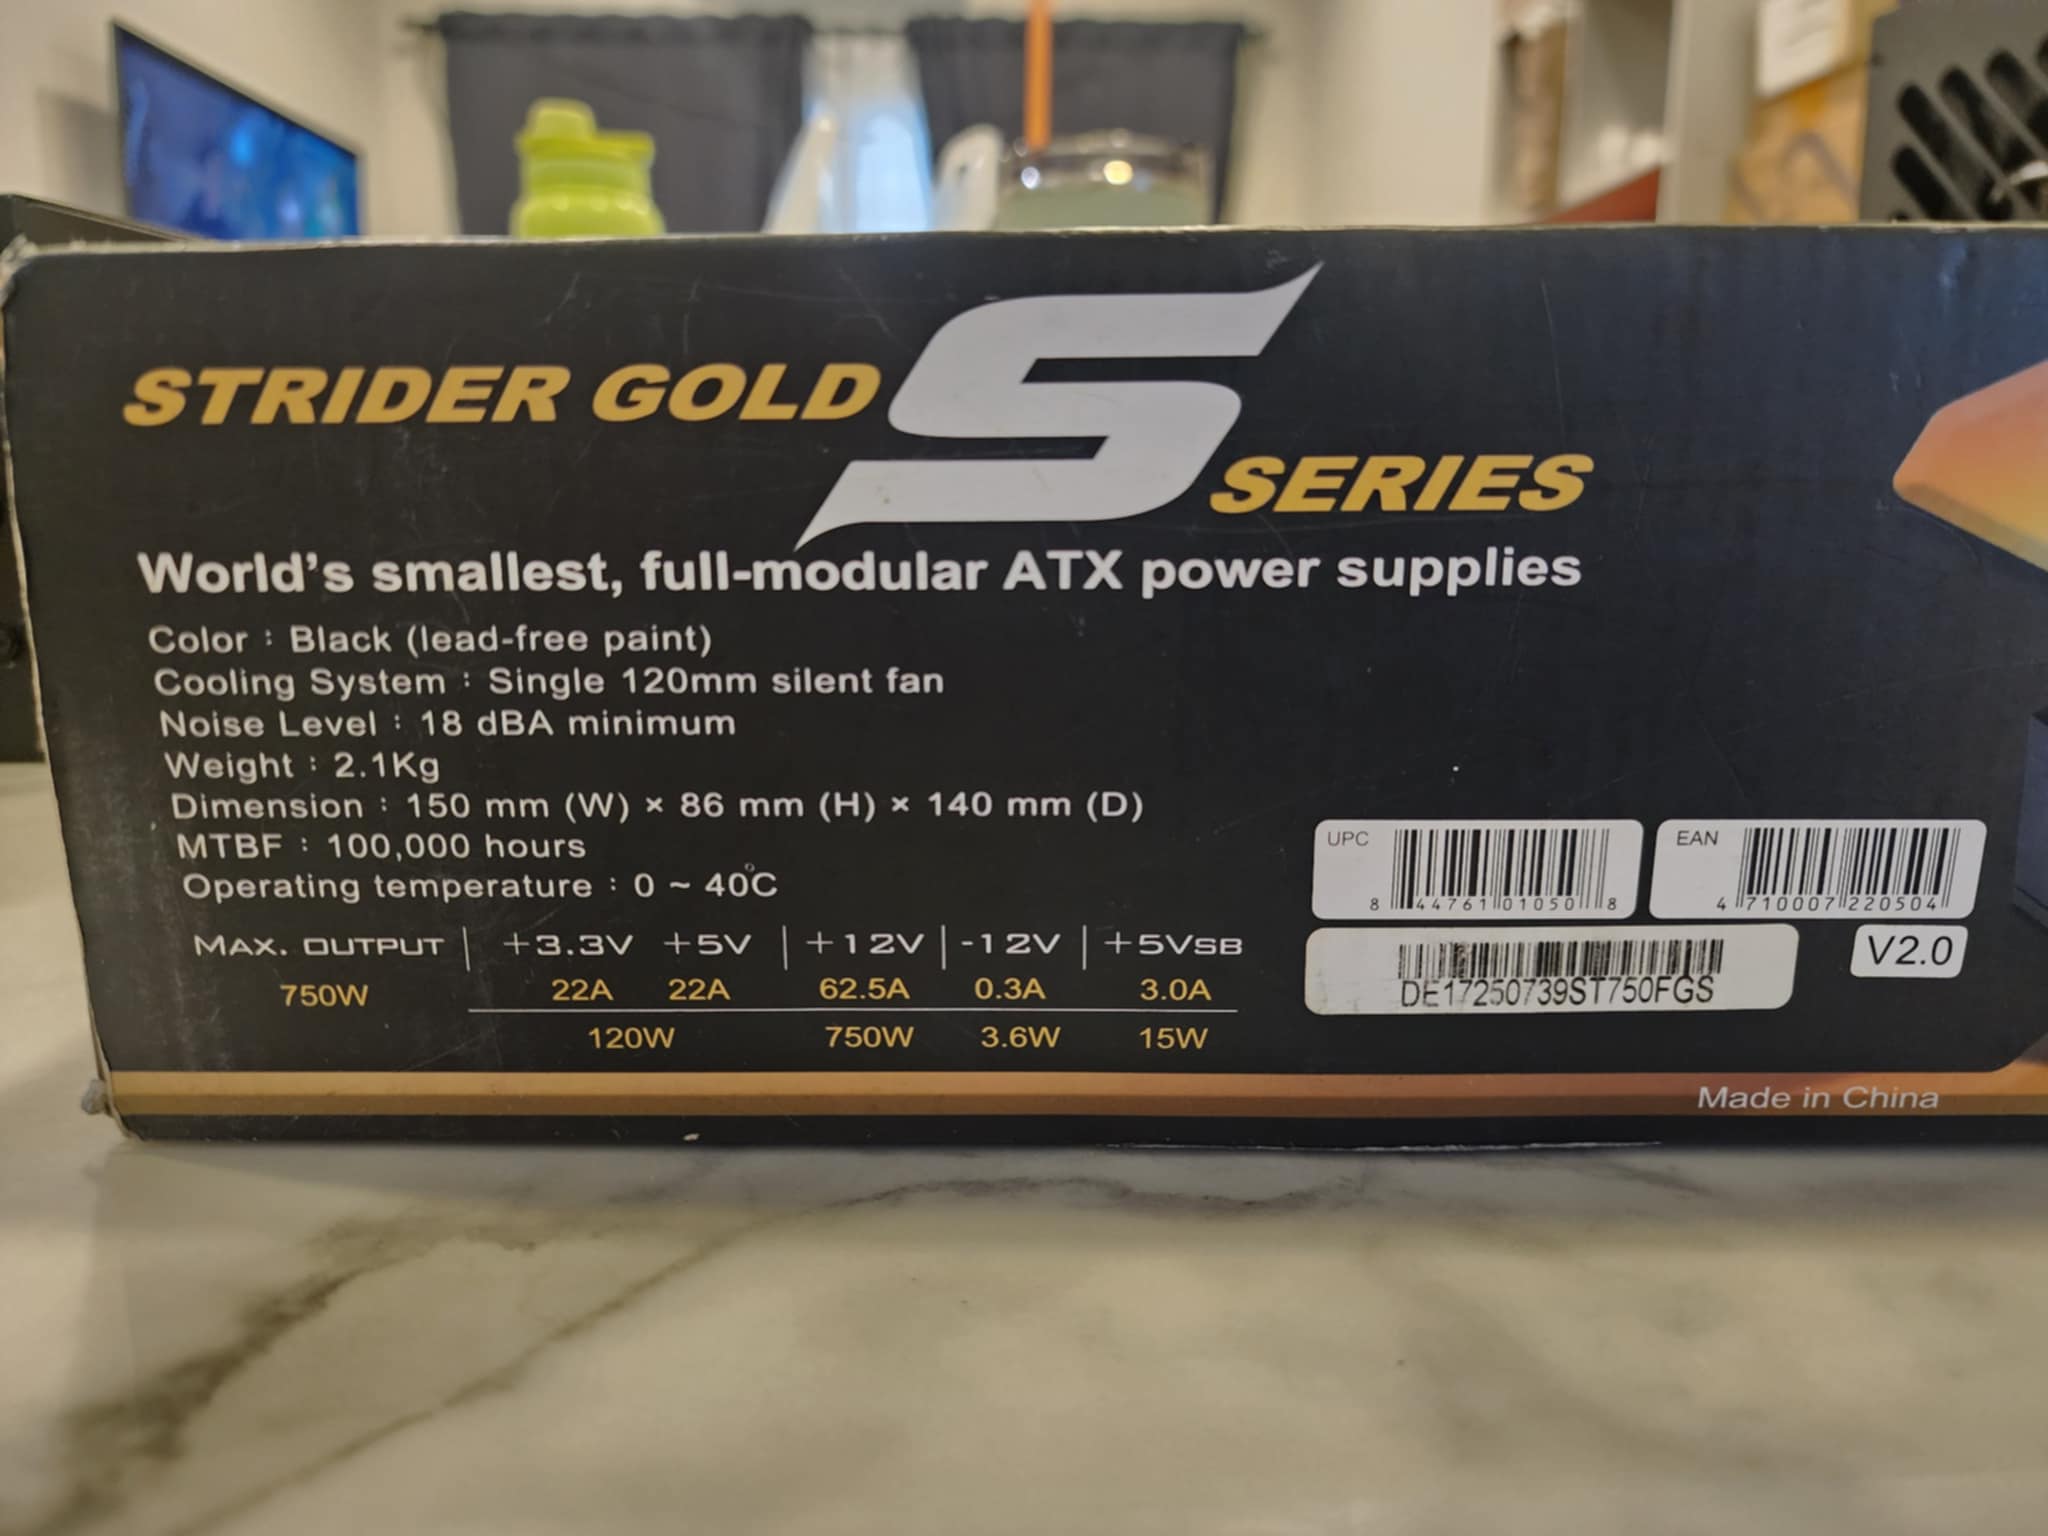 STRIDER GOLD S SERIES
World's smallest, full-modular ATX power supplies
Color : Black (lead-free paint)
Cooling System : Single 120mm silent fan
Noise Level : 18 dBA minimum
Weight : 2.1Kg
Dimension : 150 mm (W) × 86 mm (H) × 140 mm (D)
MTBF : 100,000 hours
Operating temperature : 0 ~ 40°C
MAX. OUTPUT | +3.3V +5V | +12V | -12V | +5VSB
750W 22A 22A 62.5A 0.3A 3.0A
120W 750W 3.6W 15W
UPC
8 44761 01050 8
EAN
4 710007 220504
DE17250739ST750FGS
V2.0
Made in China